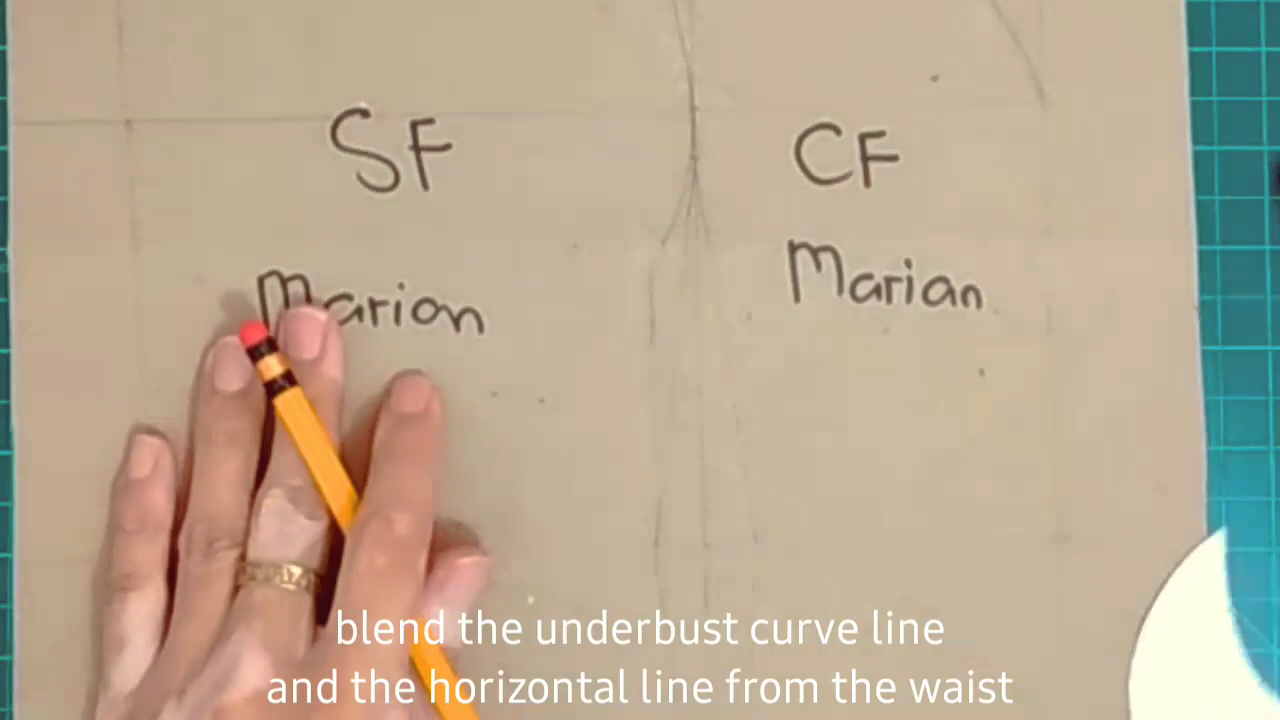 SF
CF
Marian
Marion
blend the underbust curve line
and the horizontal line from the waist